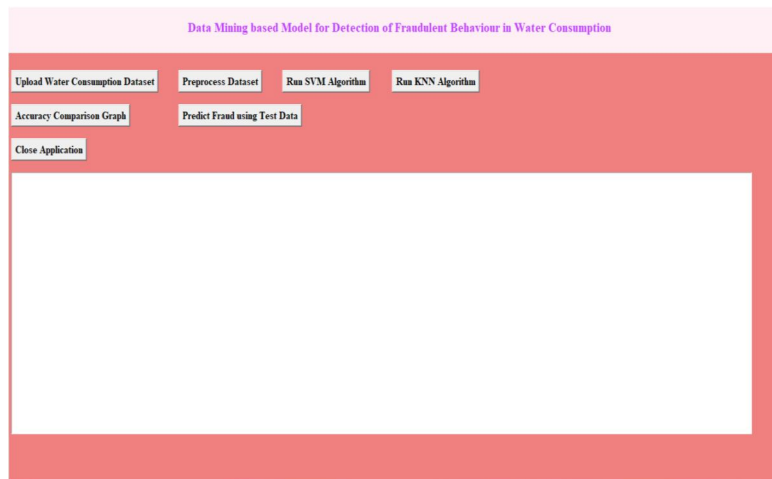 Data Mining based Model for Detection of Fraudulent Behaviour in Water Consumption
Upload Water Consumption Dataset
Preprocess Dataset
Run SVM Algorithm
Run KNN Algorithm
Accuracy Comparison Graph
Predict Fraud using Test Data
Close Application